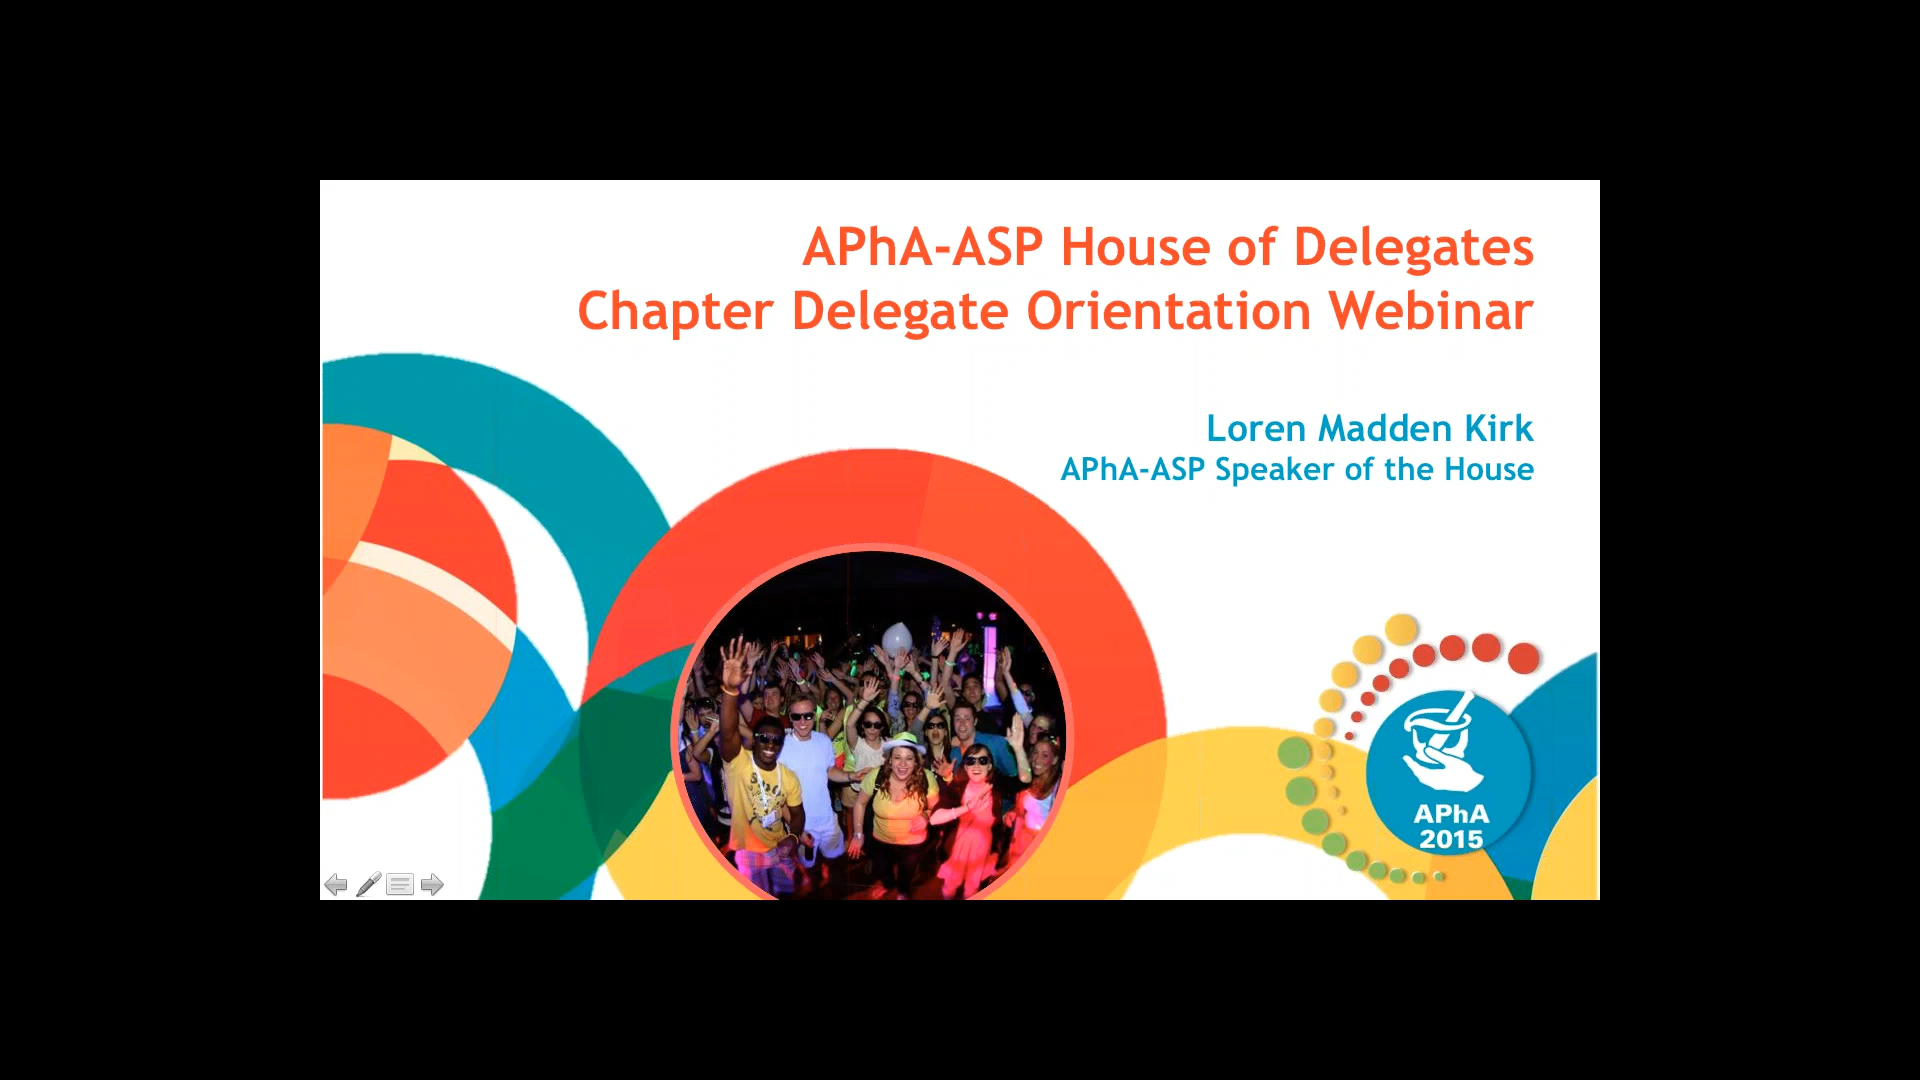 APhA-ASP House of Delegates
Chapter Delegate Orientation Webinar
Loren Madden Kirk
APhA-ASP Speaker of the House
APhA
2015